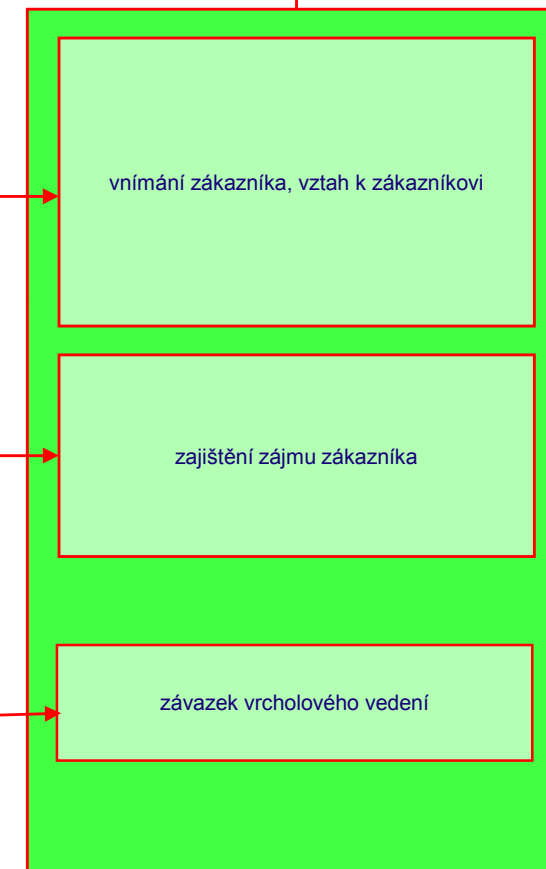 vnímání zákazníka, vztah k zákazníkovi
zajištění zájmu zákazníka
závazek vrcholového vedení